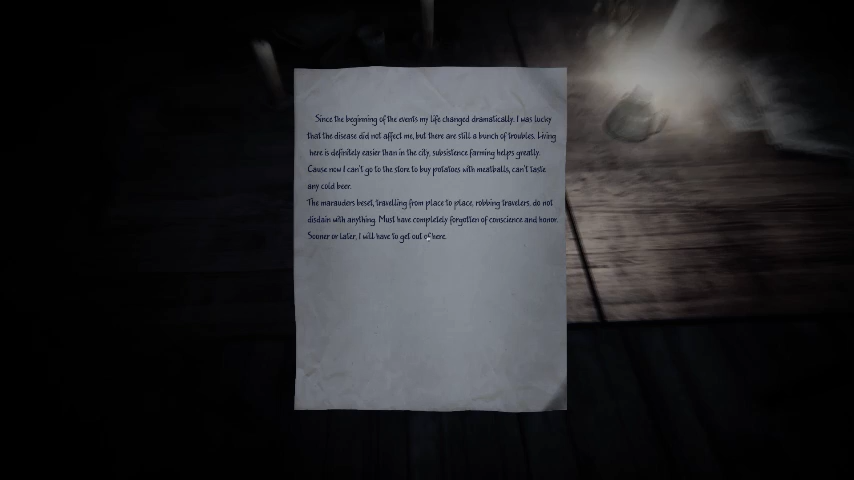 Since the beginning of the events my life changed dramatically. I was lucky
that the disease did not affect me, but there are still a bunch of troubles. Living
here is definitely easier than in the city, subsistence farming helps greatly.
Cause now I can't go to the store to buy potatoes with meatballs, can't taste
any cold beer.
The marauders beset, travelling from place to place, robbing travelers, do not
disdain with anything. Must have completely forgotten of conscience and honor.
Sooner or later, I will have to get out of here.